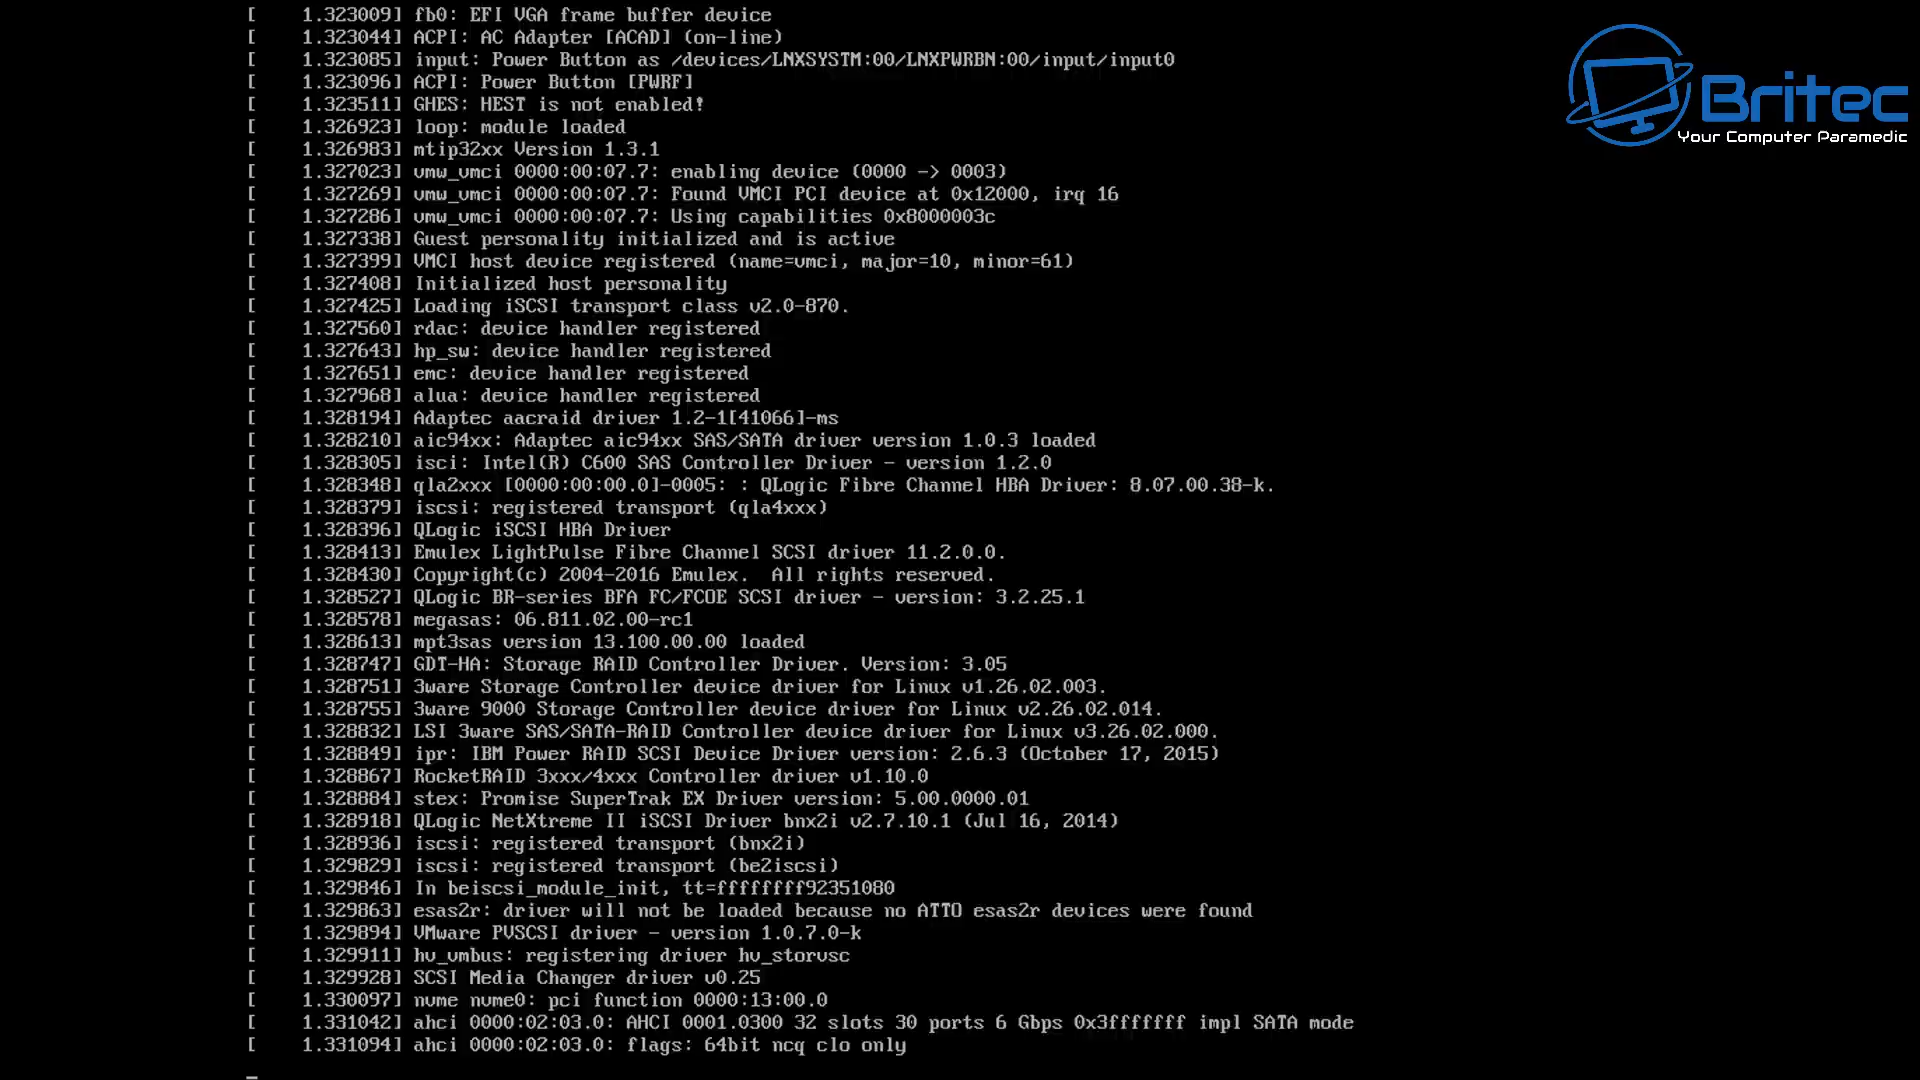 [    1.323009] fb0: EFI VGA frame buffer device
[    1.323044] ACPI: AC Adapter [ACAD] (on-line)
[    1.323085] input: Power Button as /devices/LNXSYSTM:00/LNXPWRBN:00/input/input0
[    1.323096] ACPI: Power Button [PWRF]
[    1.323511] GHES: HEST is not enabled!
[    1.326923] loop: module loaded
[    1.326983] mtip32xx Version 1.3.1
[    1.327023] vmw_vmci 0000:00:07.7: enabling device (0000 -> 0003)
[    1.327269] vmw_vmci 0000:00:07.7: Found VMCI PCI device at 0x12000, irq 16
[    1.327286] vmw_vmci 0000:00:07.7: Using capabilities 0x8000003c
[    1.327338] Guest personality initialized and is active
[    1.327399] VMCI host device registered (name=vmci, major=10, minor=61)
[    1.327408] Initialized host personality
[    1.327425] Loading iSCSI transport class v2.0-870.
[    1.327560] rdac: device handler registered
[    1.327643] hp_sw: device handler registered
[    1.327651] emc: device handler registered
[    1.327968] alua: device handler registered
[    1.328194] Adaptec aacraid driver 1.2-1[41066]-ms
[    1.328210] aic94xx: Adaptec aic94xx SAS/SATA driver version 1.0.3 loaded
[    1.328305] isci: Intel(R) C600 SAS Controller Driver - version 1.2.0
[    1.328348] qla2xxx [0000:00:00.0]-0005: : QLogic Fibre Channel HBA Driver: 8.07.00.38-k.
[    1.328379] iscsi: registered transport (qla4xxx)
[    1.328396] QLogic iSCSI HBA Driver
[    1.328413] Emulex LightPulse Fibre Channel SCSI driver 11.2.0.0.
[    1.328430] Copyright(c) 2004-2016 Emulex.  All rights reserved.
[    1.328527] QLogic BR-series BFA FC/FCOE SCSI driver - version: 3.2.25.1
[    1.328578] megasas: 06.811.02.00-rc1
[    1.328613] mpt3sas version 13.100.00.00 loaded
[    1.328747] GDT-HA: Storage RAID Controller Driver. Version: 3.05
[    1.328751] 3ware Storage Controller device driver for Linux v1.26.02.003.
[    1.328755] 3ware 9000 Storage Controller device driver for Linux v2.26.02.014.
[    1.328832] LSI 3ware SAS/SATA-RAID Controller device driver for Linux v3.26.02.000.
[    1.328849] ipr: IBM Power RAID SCSI Device Driver version: 2.6.3 (October 17, 2015)
[    1.328867] RocketRAID 3xxx/4xxx Controller driver v1.10.0
[    1.328884] stex: Promise SuperTrak EX Driver version: 5.00.0000.01
[    1.328918] QLogic NetXtreme II iSCSI Driver bnx2i v2.7.10.1 (Jul 16, 2014)
[    1.328936] iscsi: registered transport (bnx2i)
[    1.329829] iscsi: registered transport (be2iscsi)
[    1.329846] In beiscsi_module_init, tt=ffffffff92351080
[    1.329863] esas2r: driver will not be loaded because no ATTO esas2r devices were found
[    1.329894] VMware PVSCSI driver - version 1.0.7.0-k
[    1.329911] hv_vmbus: registering driver hv_storvsc
[    1.329928] SCSI Media Changer driver v0.25
[    1.330097] nvme nvme0: pci function 0000:13:00.0
[    1.331042] ahci 0000:02:03.0: AHCI 0001.0300 32 slots 30 ports 6 Gbps 0x3fffffff impl SATA mode
[    1.331094] ahci 0000:02:03.0: flags: 64bit ncq clo only
_
Britec
Your Computer Paramedic